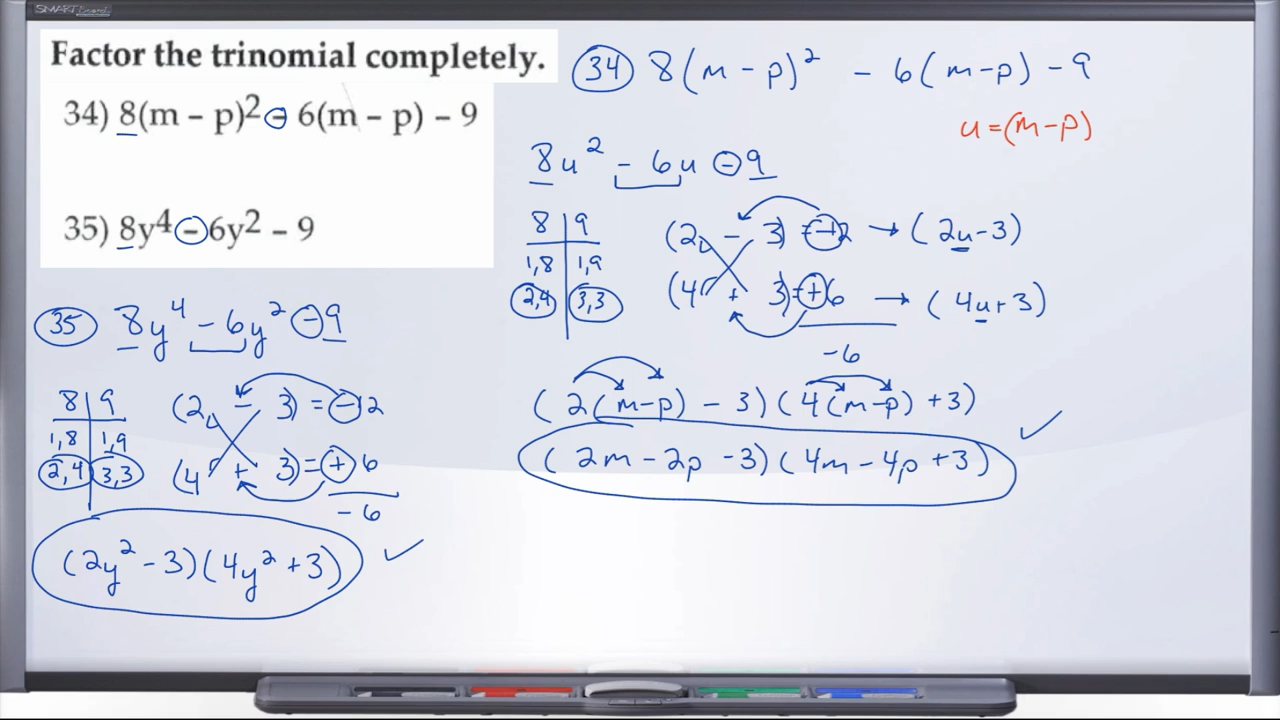 SMART Board
Factor the trinomial completely.
34) 8(m – p)2 – 6(m – p) – 9
35) 8y4 – 6y2 – 9
34 8(m – p)² – 6(m – p) – 9
u = (m – p)
8u² – 6u – 9
8 9
1,8 1,9
2,4 3,3
(2 – 3) = –12 → (2u – 3)
(4 + 3) = +6 → (4u + 3)
–6
(2(m – p) – 3)(4(m – p) + 3)
(2m – 2p – 3)(4m – 4p + 3) ✓
35 8y⁴ – 6y² – 9
8 9
1,8 1,9
2,4 3,3
(2 – 3) = –12
(4 + 3) = +6
–6
(2y² – 3)(4y² + 3) ✓